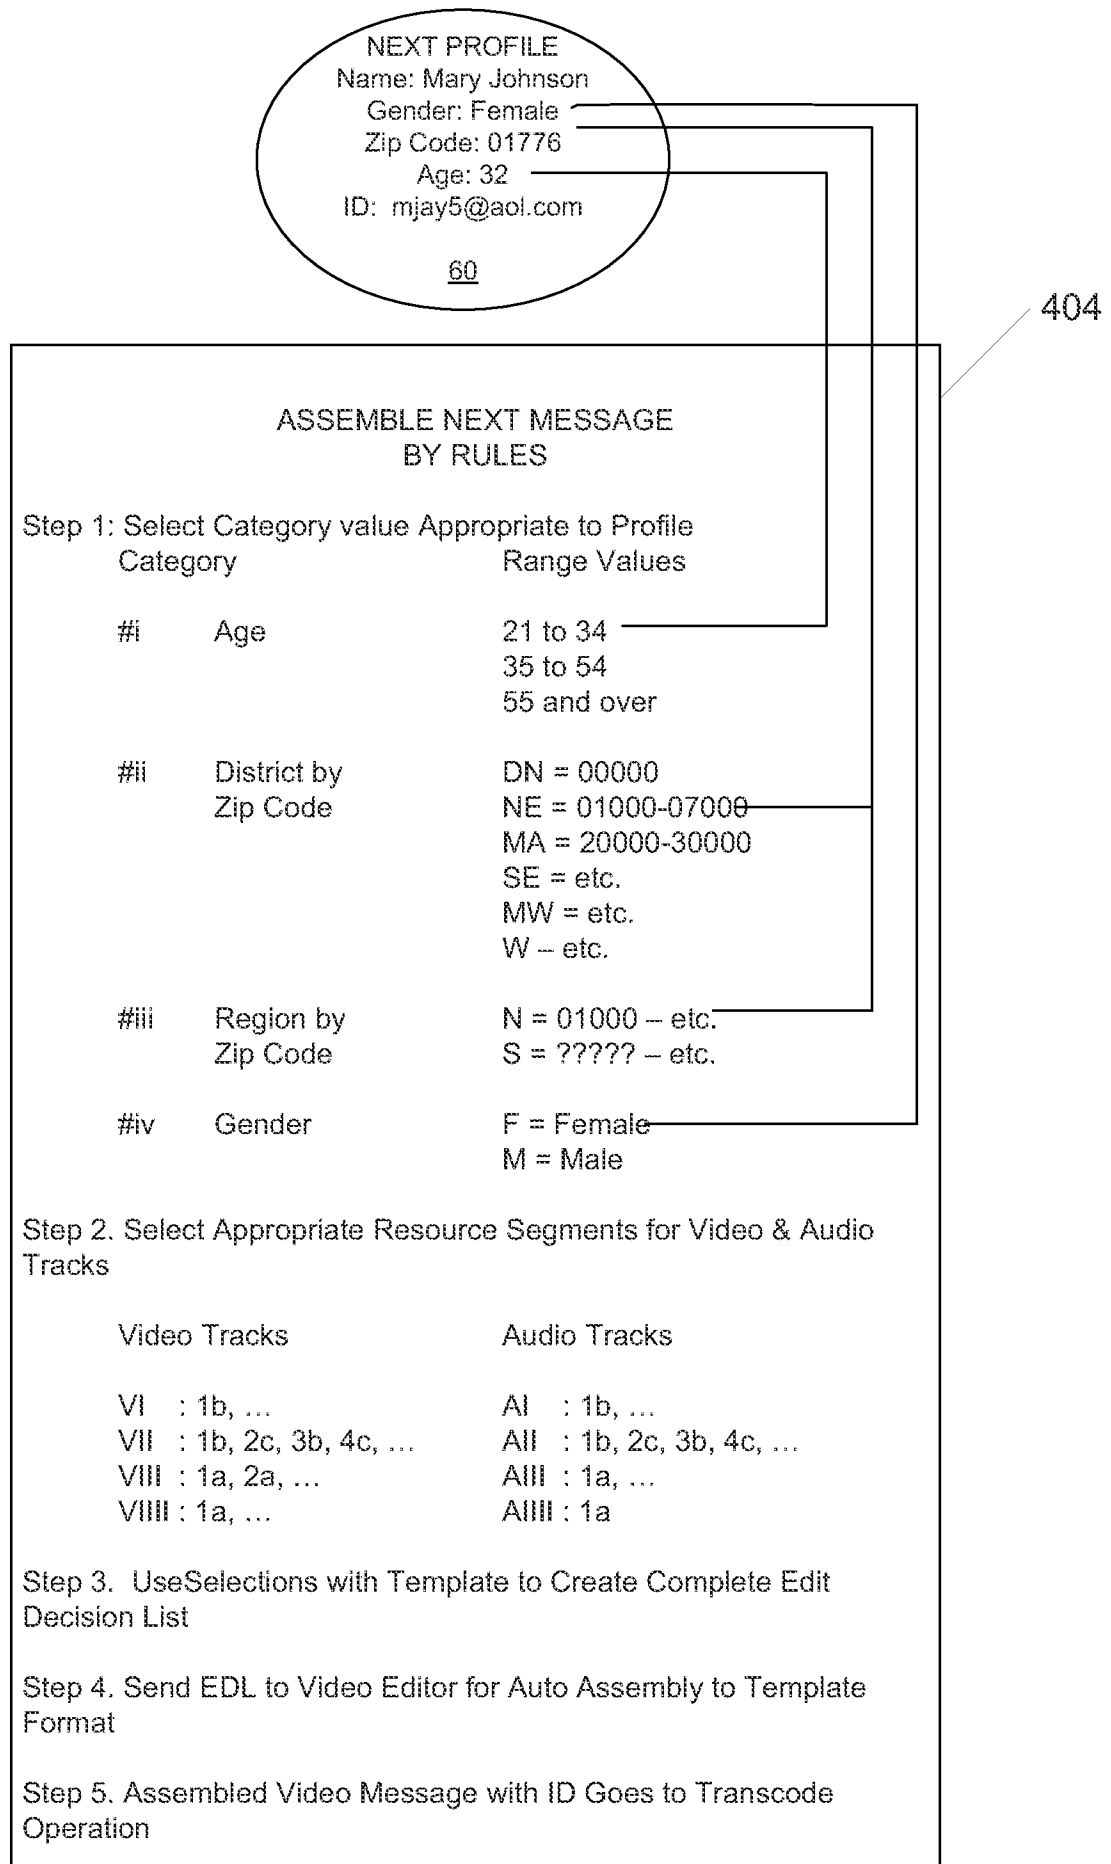 NEXT PROFILE
Name: Mary Johnson
Gender: Female
Zip Code: 01776
Age: 32
ID: mjay5@aol.com
60
404
ASSEMBLE NEXT MESSAGE
BY RULES
Step 1: Select Category value Appropriate to Profile
Category Range Values
#i Age 21 to 34
35 to 54
55 and over
#ii District by DN = 00000
Zip Code NE = 01000-07000
MA = 20000-30000
SE = etc.
MW = etc.
W – etc.
#iii Region by N = 01000 – etc.
Zip Code S = ????? – etc.
#iv Gender F = Female
M = Male
Step 2. Select Appropriate Resource Segments for Video & Audio
Tracks
Video Tracks Audio Tracks
VI : 1b, … AI : 1b, …
VII : 1b, 2c, 3b, 4c, … AII : 1b, 2c, 3b, 4c, …
VIII : 1a, 2a, … AIII : 1a, …
VIIII : 1a, … AIIII : 1a
Step 3. UseSelections with Template to Create Complete Edit
Decision List
Step 4. Send EDL to Video Editor for Auto Assembly to Template
Format
Step 5. Assembled Video Message with ID Goes to Transcode
Operation